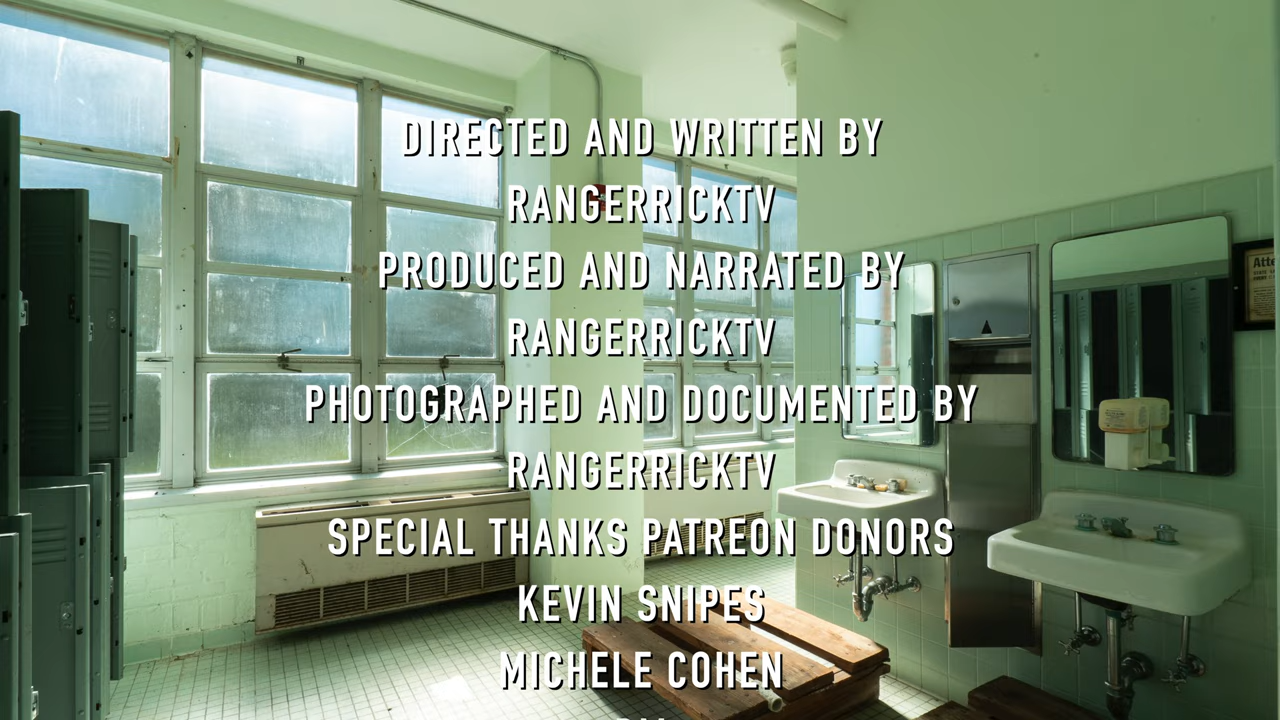 DIRECTED AND WRITTEN BY
RANGERRICKTV
PRODUCED AND NARRATED BY
RANGERRICKTV
PHOTOGRAPHED AND DOCUMENTED BY
RANGERRICKTV
SPECIAL THANKS PATREON DONORS
KEVIN SNIPES
MICHELE COHEN